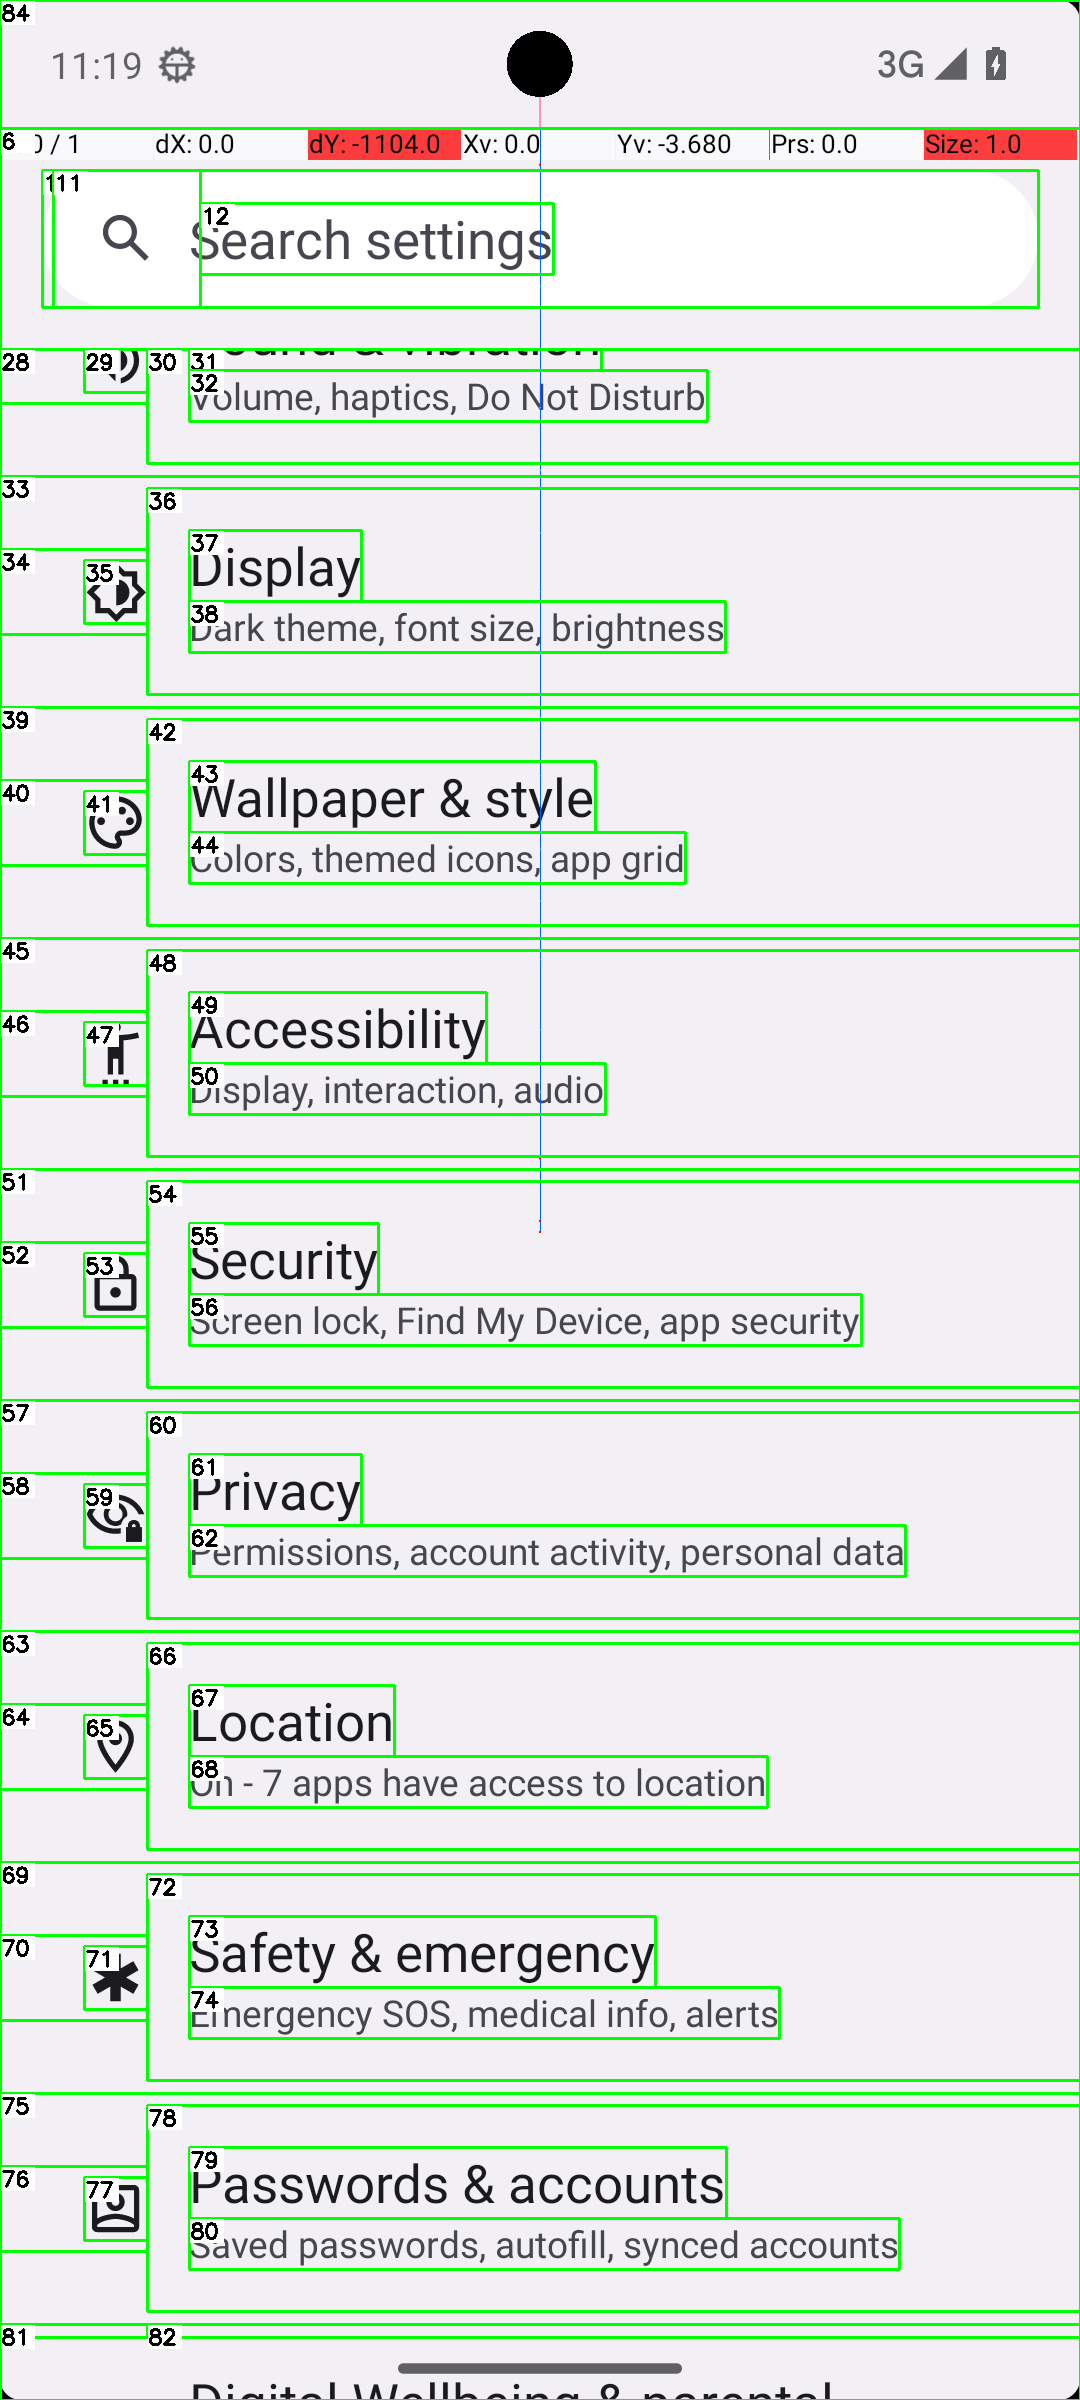 84
11:19
3G
6
0 / 1
dX: 0.0
dY: -1104.0
Xv: 0.0
Yv: -3.680
Prs: 0.0
Size: 1.0
111
12
Search settings
28
29
30
31
Sound & vibration
32
Volume, haptics, Do Not Disturb
33
36
37
Display
34
35
38
Dark theme, font size, brightness
39
42
43
Wallpaper & style
40
41
44
Colors, themed icons, app grid
45
48
49
Accessibility
46
47
50
Display, interaction, audio
51
54
55
Security
52
53
56
Screen lock, Find My Device, app security
57
60
61
Privacy
58
59
62
Permissions, account activity, personal data
63
66
67
Location
64
65
68
On - 7 apps have access to location
69
72
73
Safety & emergency
70
71
74
Emergency SOS, medical info, alerts
75
78
79
Passwords & accounts
76
77
80
Saved passwords, autofill, synced accounts
81
82
Digital Wellbeing & parental